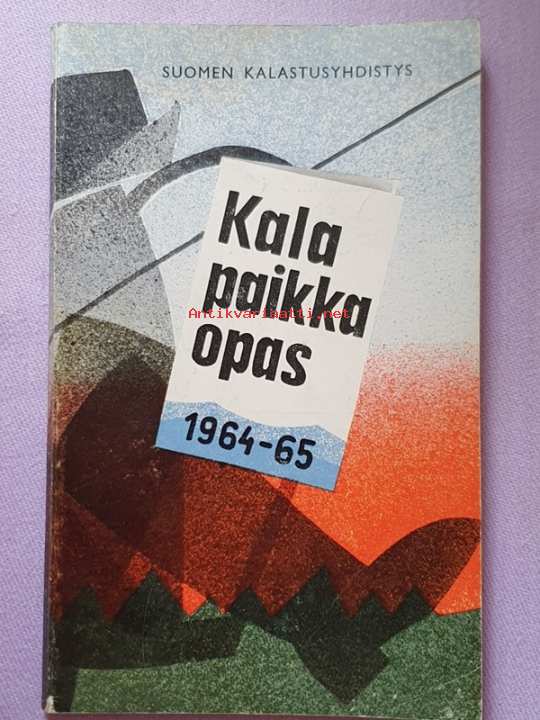 SUOMEN KALASTUSYHDISTYS
Kala
paikka
Antikvariaatti.net
opas
1964-65